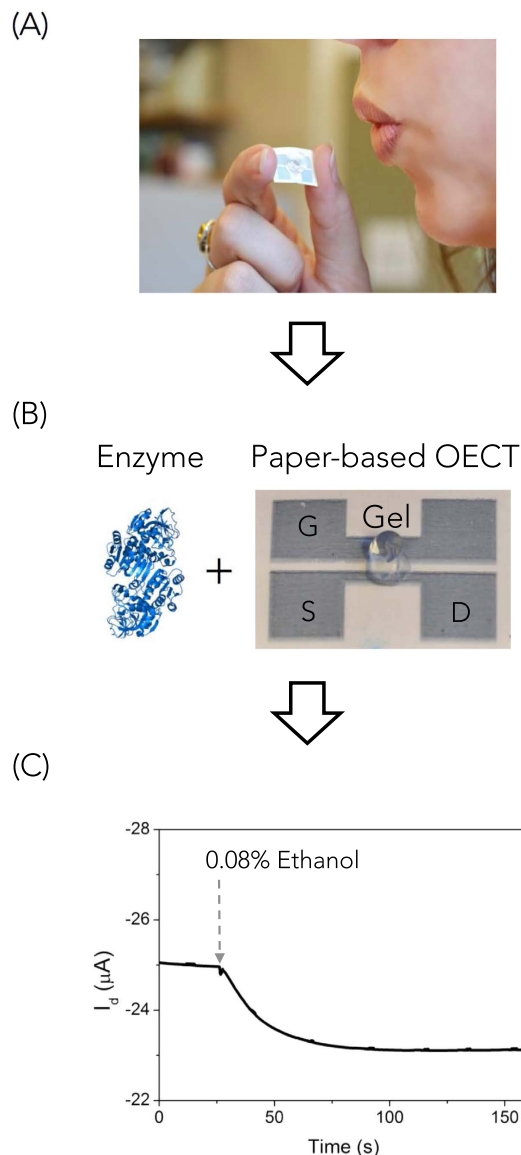 (A)
(B)
Enzyme Paper-based OECT
+
G Gel
S D
(C)
-28
0.08% Ethanol
-26
-24
-22
I_d (μA)
0 50 100 150
Time (s)